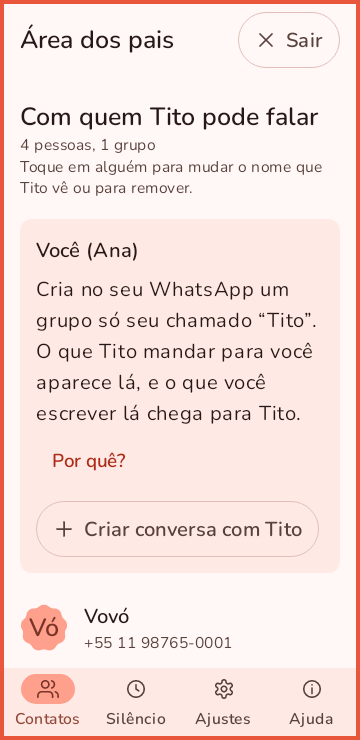 Área dos pais
Sair
Com quem Tito pode falar
4 pessoas, 1 grupo
Toque em alguém para mudar o nome que
Tito vê ou para remover.
Você (Ana)
Cria no seu WhatsApp um
grupo só seu chamado “Tito”.
O que Tito mandar para você
aparece lá, e o que você
escrever lá chega para Tito.
Por quê?
Criar conversa com Tito
Vó
Vovó
+55 11 98765-0001
Contatos
Silêncio
Ajustes
Ajuda